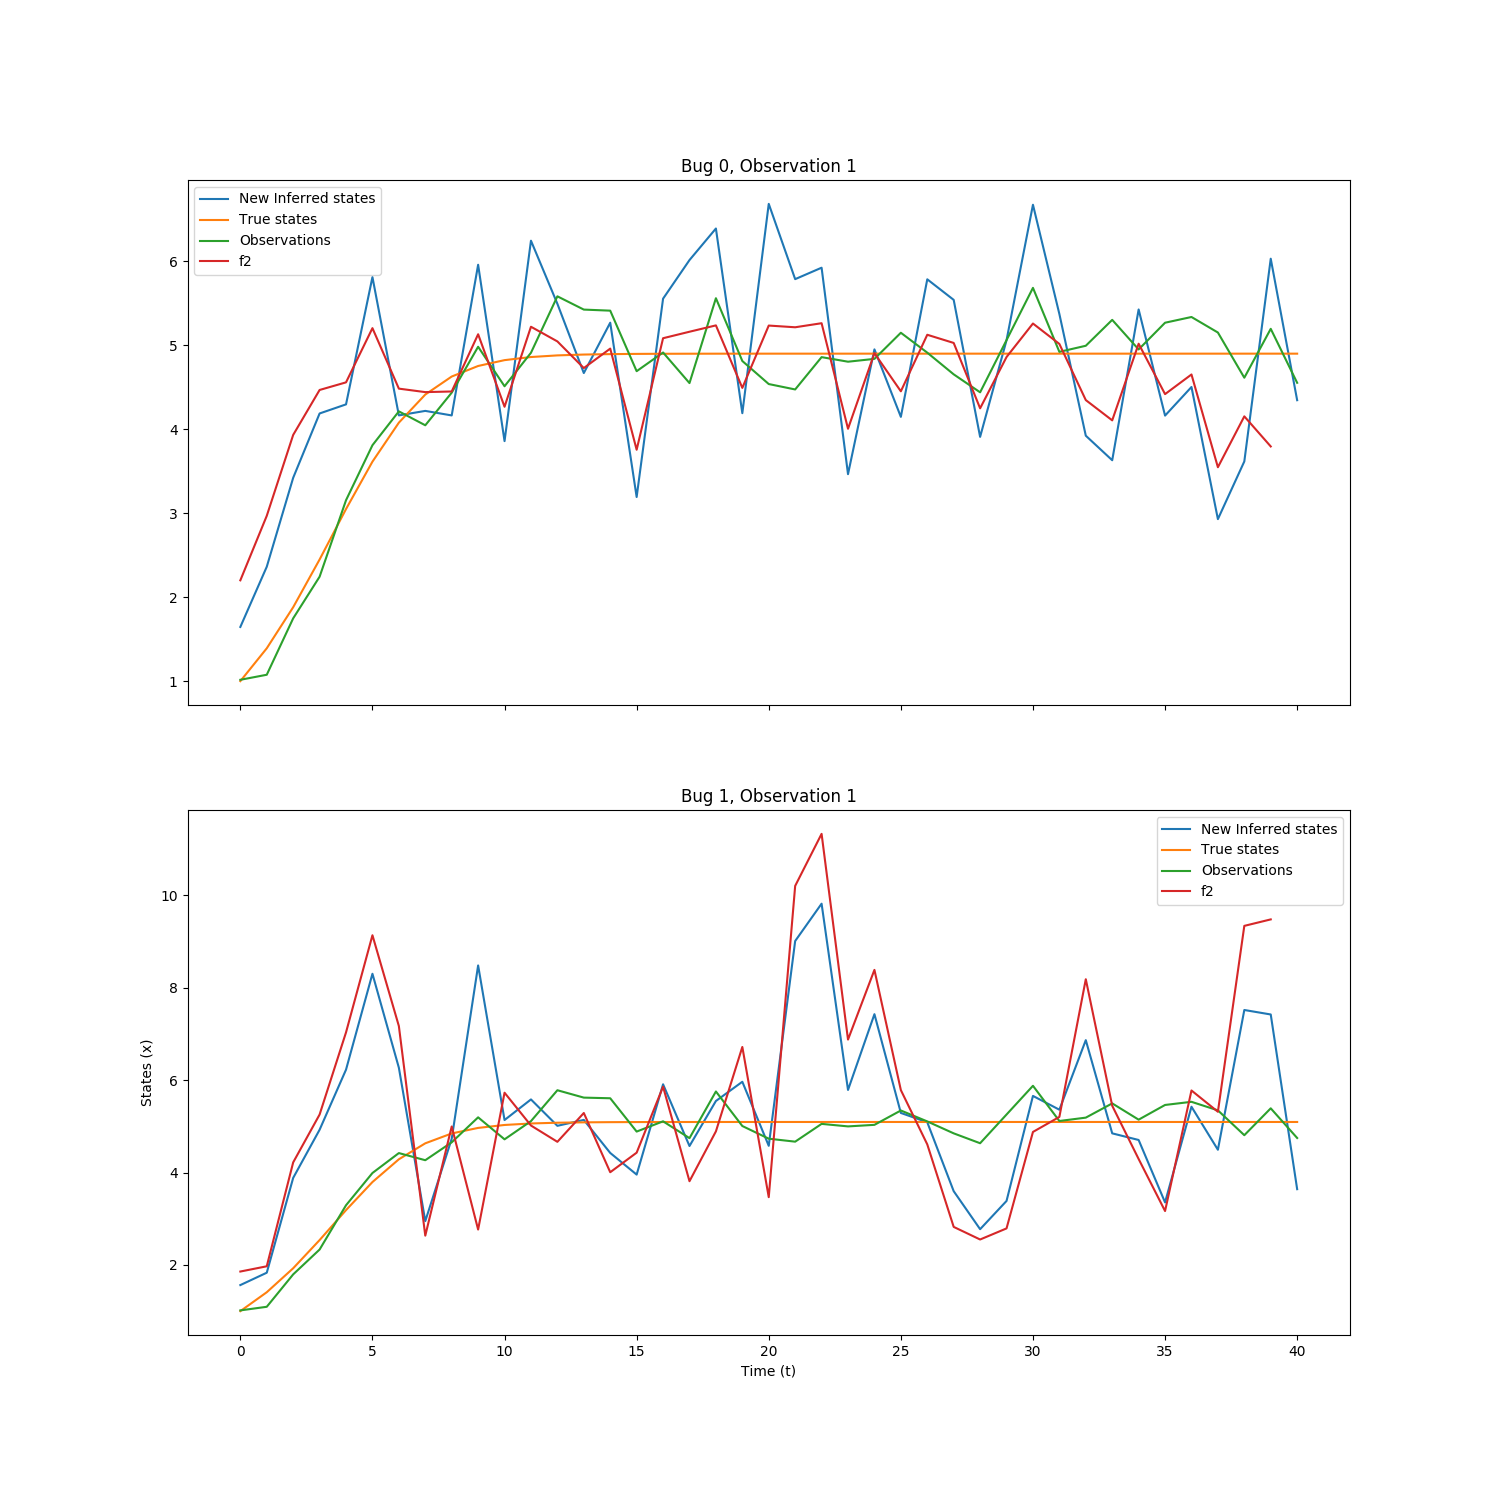 Bug 0, Observation 1
New Inferred states
True states
Observations
f2
6
5
4
3
2
1
Bug 1, Observation 1
New Inferred states
True states
Observations
f2
10
8
6
4
2
States (x)
0 5 10 15 20 25 30 35 40
Time (t)